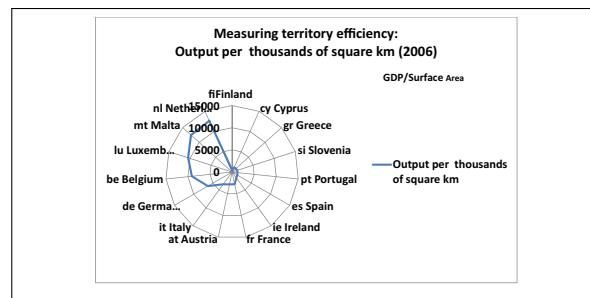 Measuring territory efficiency:
Output per thousands of square km (2006)
GDP/Surface Area
fiFinland
cy Cyprus
gr Greece
si Slovenia
pt Portugal
es Spain
ie Ireland
fr France
at Austria
it Italy
de Germa...
be Belgium
lu Luxemb...
mt Malta
nl Netherl...
15000
10000
5000
0
Output per thousands
of square km